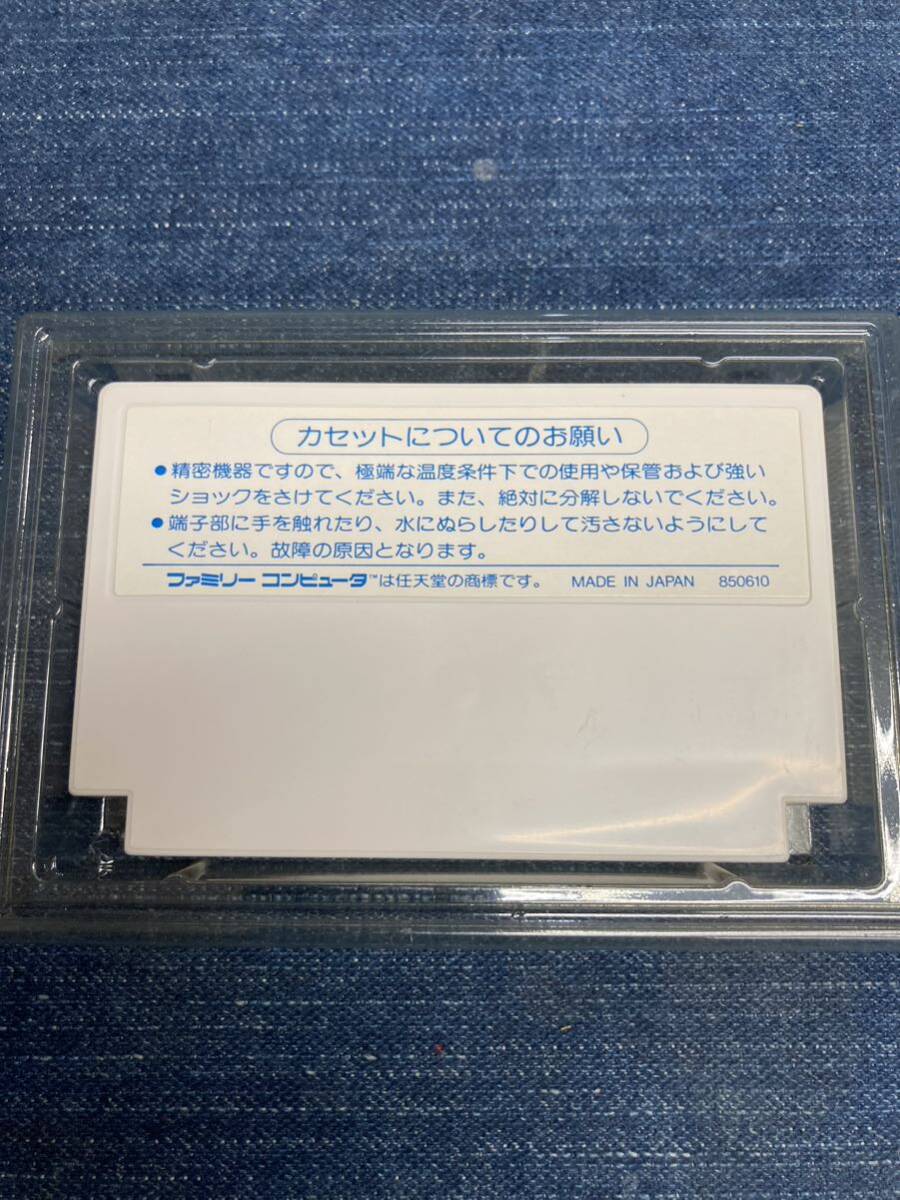 カセットについてのお願い
●精密機器ですので、極端な温度条件下での使用や保管および強い
ショックをさけてください。また、絶対に分解しないでください。
●端子部に手を触れたり、水にぬらしたりして汚さないようにして
ください。故障の原因となります。
ファミリー コンピュータ™は任天堂の商標です。 MADE IN JAPAN 850610